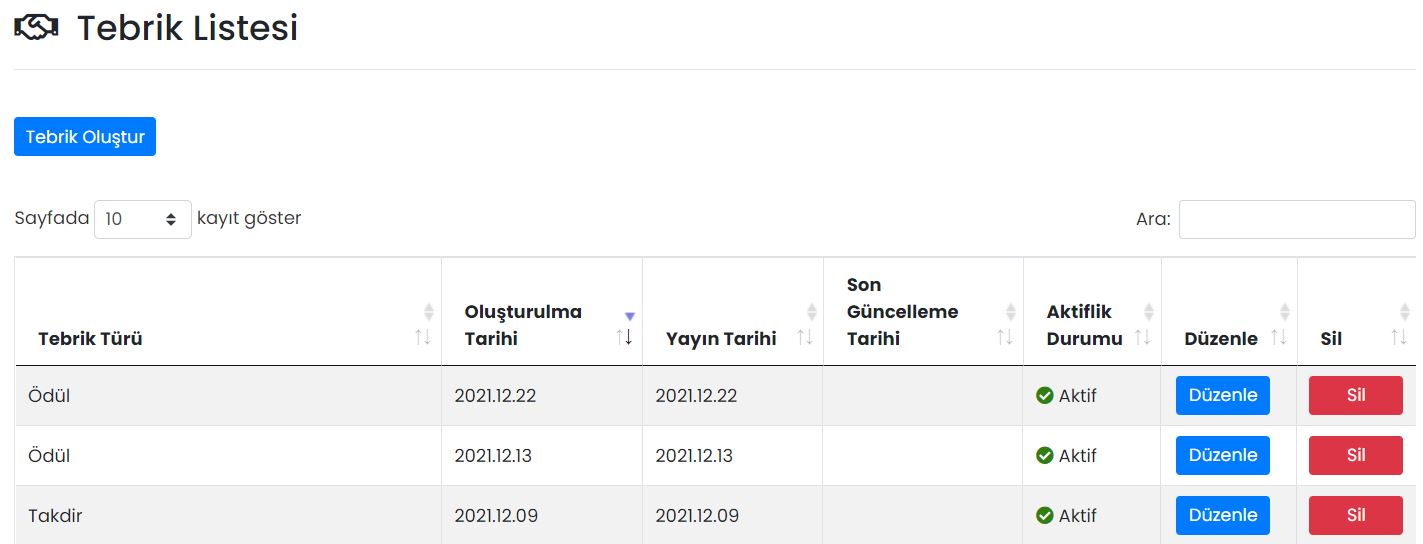 Tebrik Listesi
Tebrik Oluştur
Sayfada 10 kayıt göster
Ara:
Tebrik Türü
Oluşturulma
Tarihi
Yayın Tarihi
Son
Güncelleme
Tarihi
Aktiflik
Durumu
Düzenle
Sil
Ödül 2021.12.22 2021.12.22 Aktif Düzenle Sil
Ödül 2021.12.13 2021.12.13 Aktif Düzenle Sil
Takdir 2021.12.09 2021.12.09 Aktif Düzenle Sil